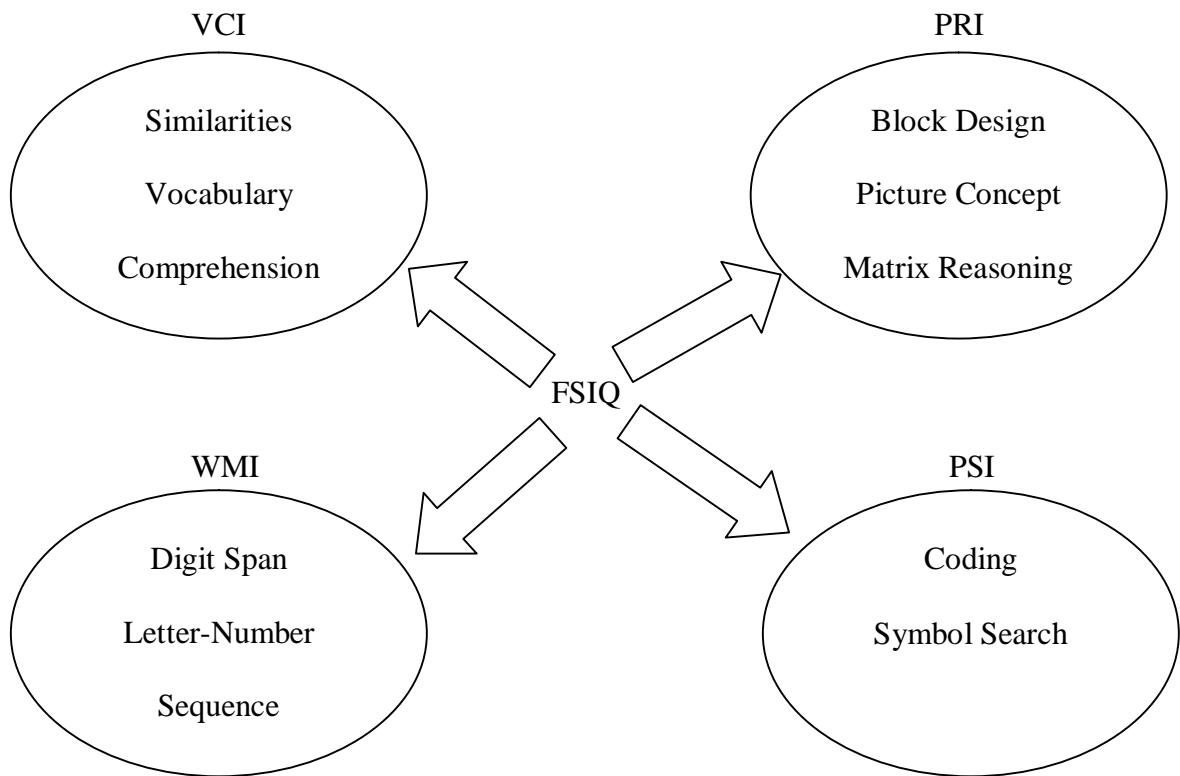 VCI
Similarities
Vocabulary
Comprehension
PRI
Block Design
Picture Concept
Matrix Reasoning
FSIQ
WMI
Digit Span
Letter-Number
Sequence
PSI
Coding
Symbol Search